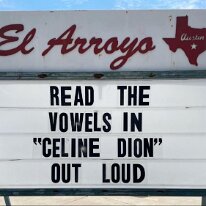 El Arroyo
Austin
READ THE
VOWELS IN
"CELINE DION"
OUT LOUD